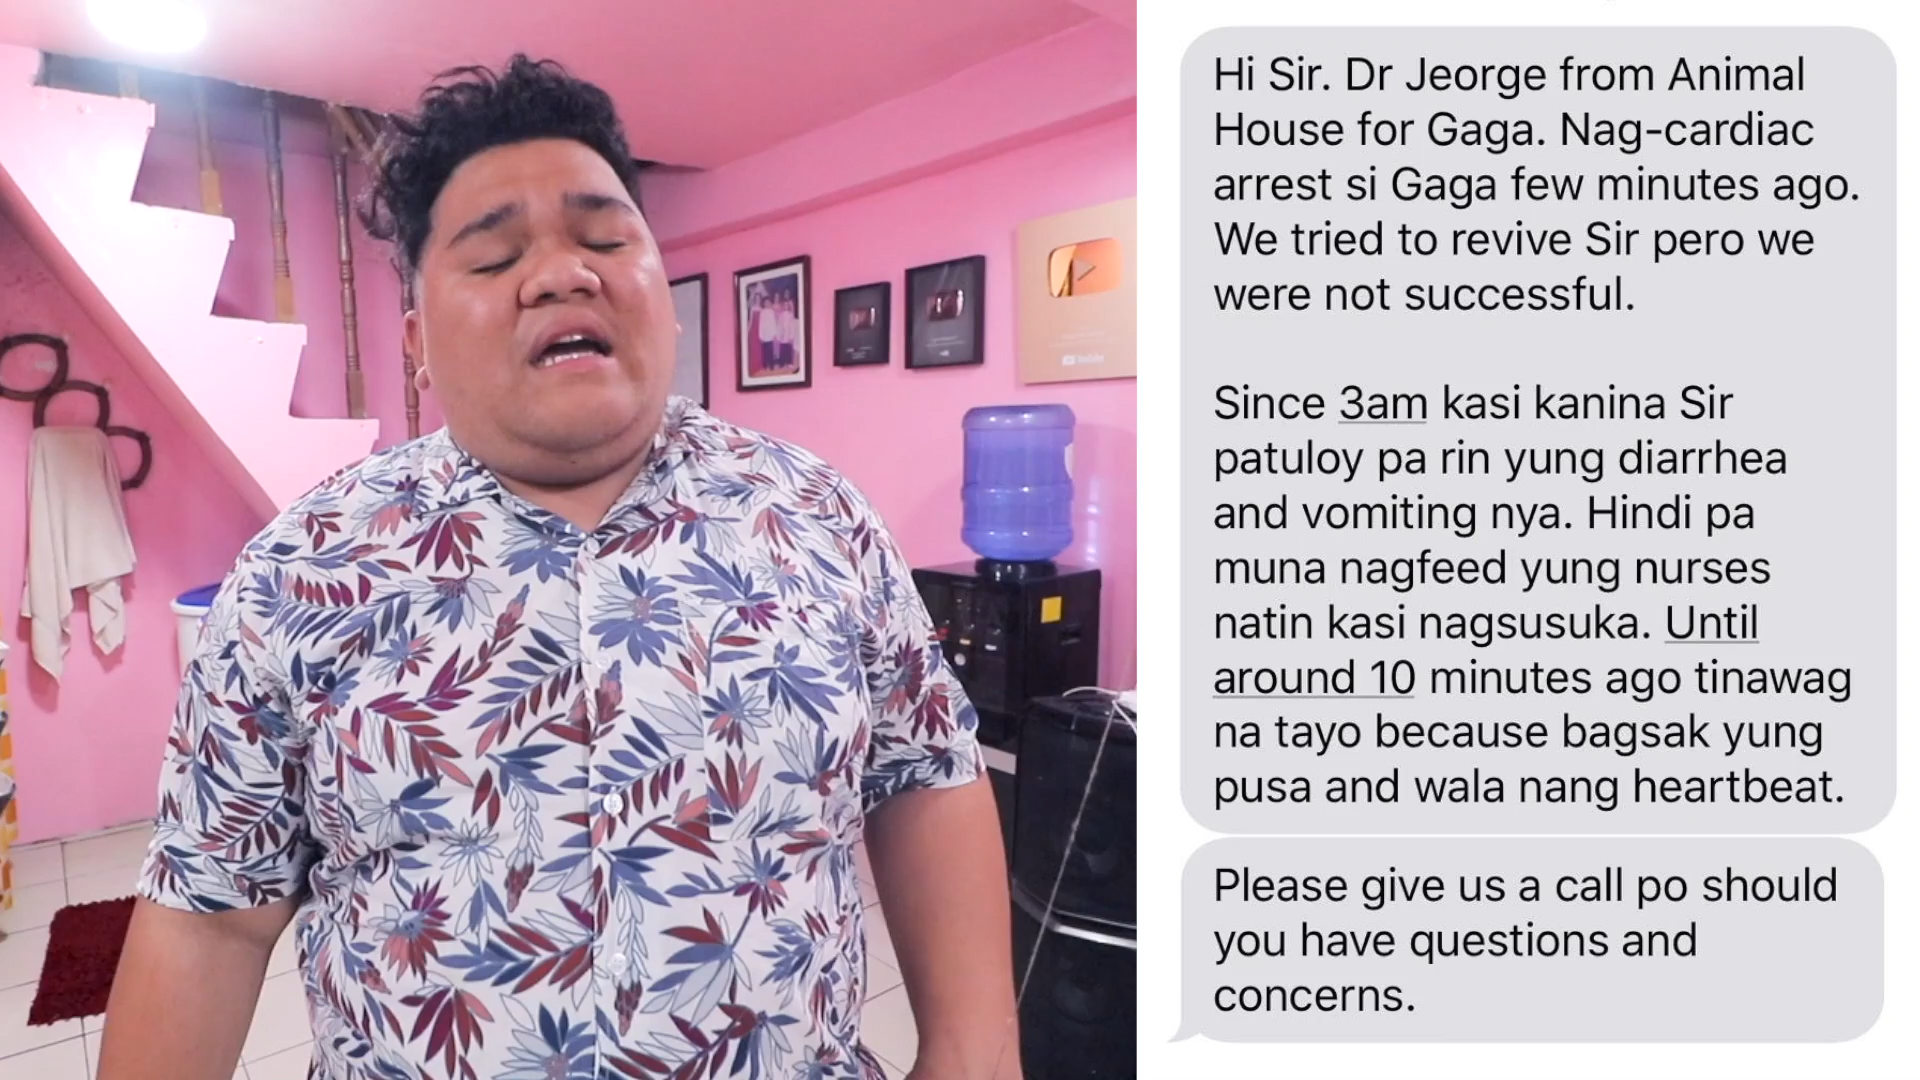 Hi Sir. Dr Jeorge from Animal
House for Gaga. Nag-cardiac
arrest si Gaga few minutes ago.
We tried to revive Sir pero we
were not successful.
Since 3am kasi kanina Sir
patuloy pa rin yung diarrhea
and vomiting nya. Hindi pa
muna nagfeed yung nurses
natin kasi nagsusuka. Until
around 10 minutes ago tinawag
na tayo because bagsak yung
pusa and wala nang heartbeat.
Please give us a call po should
you have questions and
concerns.